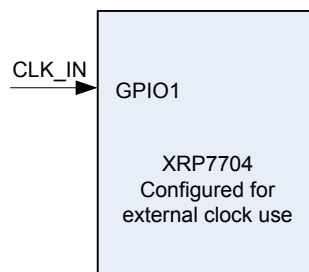 CLK_IN
GPIO1
XRP7704
Configured for
external clock use